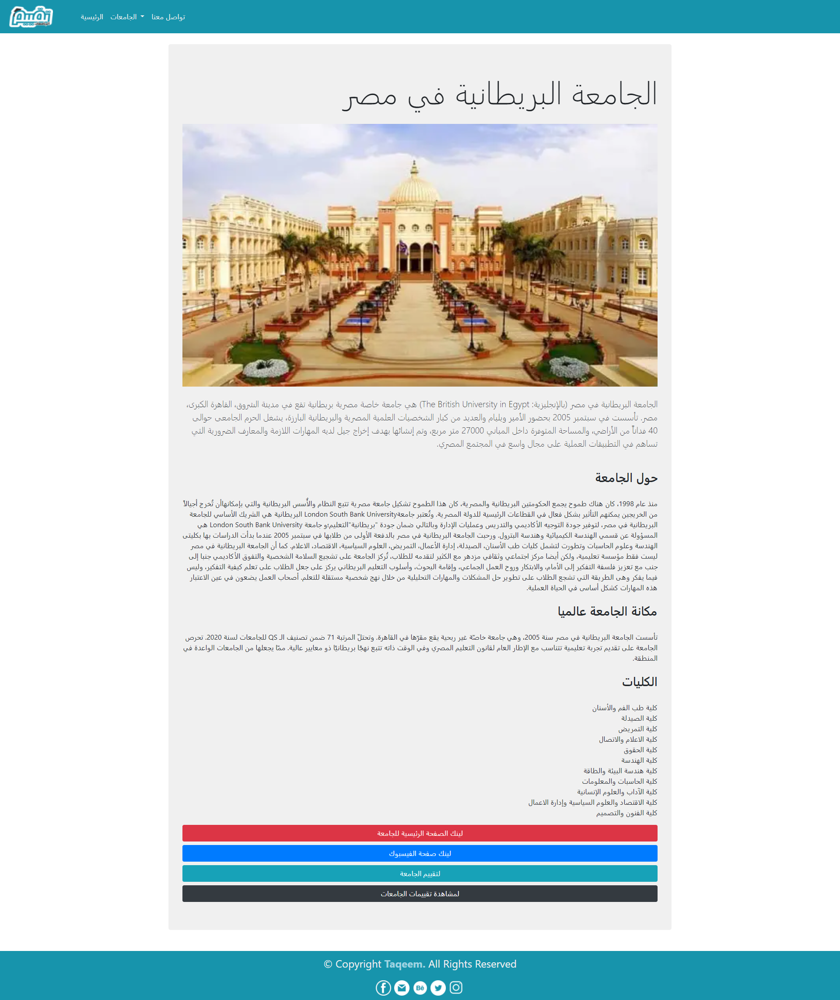 تقييم
الجامعات
الرئيسية
الجامعات
تواصل معنا
الجامعة البريطانية في مصر
الجامعة البريطانية في مصر (بالإنجليزية: The British University in Egypt) هي جامعة خاصة مصرية بريطانية تقع في مدينة الشروق، القاهرة الكبرى،
مصر. تأسست في سبتمبر 2005 بحضور الأمير ويليام والعديد من كبار الشخصيات العلمية المصرية والبريطانية البارزة، يشغل الحرم الجامعى حوالى
40 فداناً من الأراضي، والمساحة المتوفرة داخل المباني 27000 متر مربع، وتم إنشائها بهدف إخراج جيل لديه المهارات اللازمة والمعارف الضرورية التي
تساهم في التطبيقات العملية على مجال واسع في المجتمع المصري.
حول الجامعة
منذ عام 1998، كان هناك طموح يجمع الحكومتين البريطانية والمصرية، كان هذا الطموح تشكيل جامعة مصرية تتبع النظام والأُسس البريطانية والتي بإمكانهاأن تُخرج أجيالاً
من الخريجين يمكنهم التأثير بشكل فعال في القطاعات الرئيسية للدولة المصرية. وتُعتبر جامعةLondon South Bank University البريطانية هي الشريك الأساسي للجامعة
البريطانية في مصر، لتوفير جودة التوجيه الأكاديمي والتدريس وعمليات الإدارة وبالتالي ضمان جودة "بريطانية"التعليم؛و جامعة London South Bank University هي
المسؤولة عن قسمي الهندسة الكيميائية وهندسة البترول. ورحبت الجامعة البريطانية في مصر بالدفعة الأولى من طلابها في سبتمبر 2005 عندما بدأت الدراسات بها بكليتى
الهندسة وعلوم الحاسبات وتطورت لتشمل كليات طب الأسنان، الصيدلة، إدارة الأعمال، التمريض، العلوم السياسية، الاقتصاد، الاعلام. كما أن الجامعة البريطانية في مصر
ليست فقط مؤسسة تعليمية، ولكن أيضا مركز اجتماعي وثقافي مزدهر مع الكثير لتقدمه للطلاب، تُركز الجامعة على تشجيع السلامة الشخصية والتفوق الأكاديمي جنبا إلى
جنب مع تعزيز فلسفة التفكير إلى الأمام، والابتكار وروح العمل الجماعي، وإقامة البحوث، وأسلوب التعليم البريطاني يركز على جعل الطلاب على تعلم كيفية التفكير، وليس
فيما يفكر وهى الطريقة التي تشجع الطلاب على تطوير حل المشكلات والمهارات التحليلية من خلال نهج شخصية مستقلة للتعلم. أصحاب العمل يضعون في عين الاعتبار
هذه المهارات كشكل أساسى في الحياة العملية.
مكانة الجامعة عالميا
تأسست الجامعة البريطانية في مصر سنة 2005، وهي جامعة خاصّة غير ربحية يقع مقرّها في القاهرة. وتحتلّ المرتبة 71 ضمن تصنيف الـ QS للجامعات لسنة 2020. تحرص
الجامعة على تقديم تجربة تعليمية تتناسب مع الإطار العام لقانون التعليم المصري وفي الوقت ذاته تتبع نهجًا بريطانيًا ذو معايير عالية. ممّا يجعلها من الجامعات الواعدة في
المنطقة.
الكليات
كلية طب الفم والأسنان
كلية الصيدلة
كلية التمريض
كلية الاعلام والاتصال
كلية الحقوق
كلية الهندسة
كلية هندسة البيئة والطاقة
كلية الحاسبات والمعلومات
كلية الآداب والعلوم الإنسانية
كلية الاقتصاد والعلوم السياسية وإدارة الاعمال
كلية الفنون والتصميم
لينك الصفحة الرئيسية للجامعة
لينك صفحة الفيسبوك
لتقييم الجامعة
لمشاهدة تقييمات الجامعات
© Copyright Taqeem. All Rights Reserved
Bē